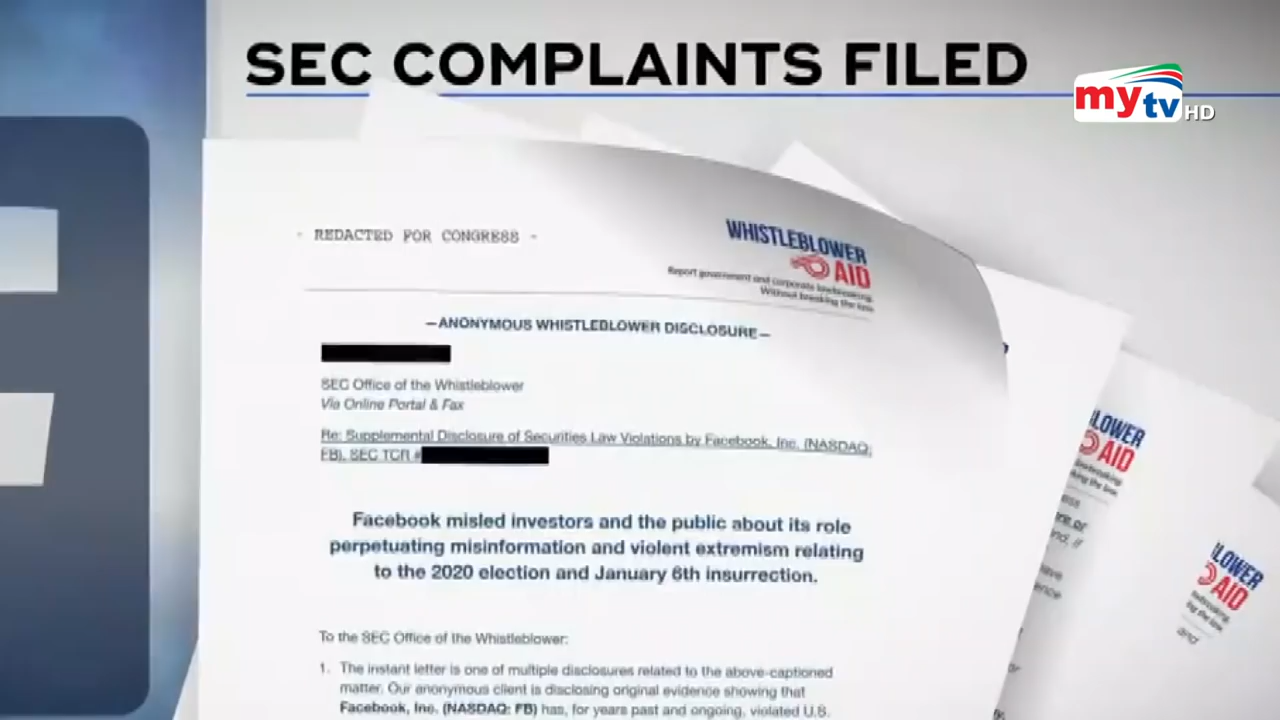 SEC COMPLAINTS FILED
mytv HD
- REDACTED FOR CONGRESS -
WHISTLEBLOWER
AID
Report government and corporate lawbreaking.
Without breaking the law.
—ANONYMOUS WHISTLEBLOWER DISCLOSURE—
SEC Office of the Whistleblower
Via Online Portal & Fax
Re: Supplemental Disclosure of Securities Law Violations by Facebook, Inc. (NASDAQ:
FB), SEC TCR #
Facebook misled investors and the public about its role
perpetuating misinformation and violent extremism relating
to the 2020 election and January 6th insurrection.
To the SEC Office of the Whistleblower:
1. The instant letter is one of multiple disclosures related to the above-captioned
matter. Our anonymous client is disclosing original evidence showing that
Facebook, Inc. (NASDAQ: FB) has, for years past and ongoing, violated U.S.
LOWER
AID
LOWER
AID
and